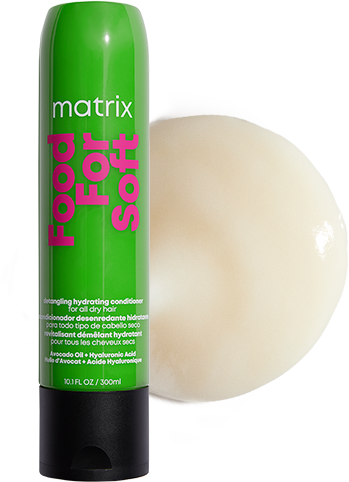 matrix
Food
For
Soft
detangling hydrating conditioner
for all dry hair
acondicionador desenredante hidratante
para todo tipo de cabello seco
revitalisant démêlant hydratant
pour tous les cheveux secs
Avocado Oil + Hyaluronic Acid
Huile d'Avocat + Acide Hyaluronique
10.1 FL OZ / 300ml